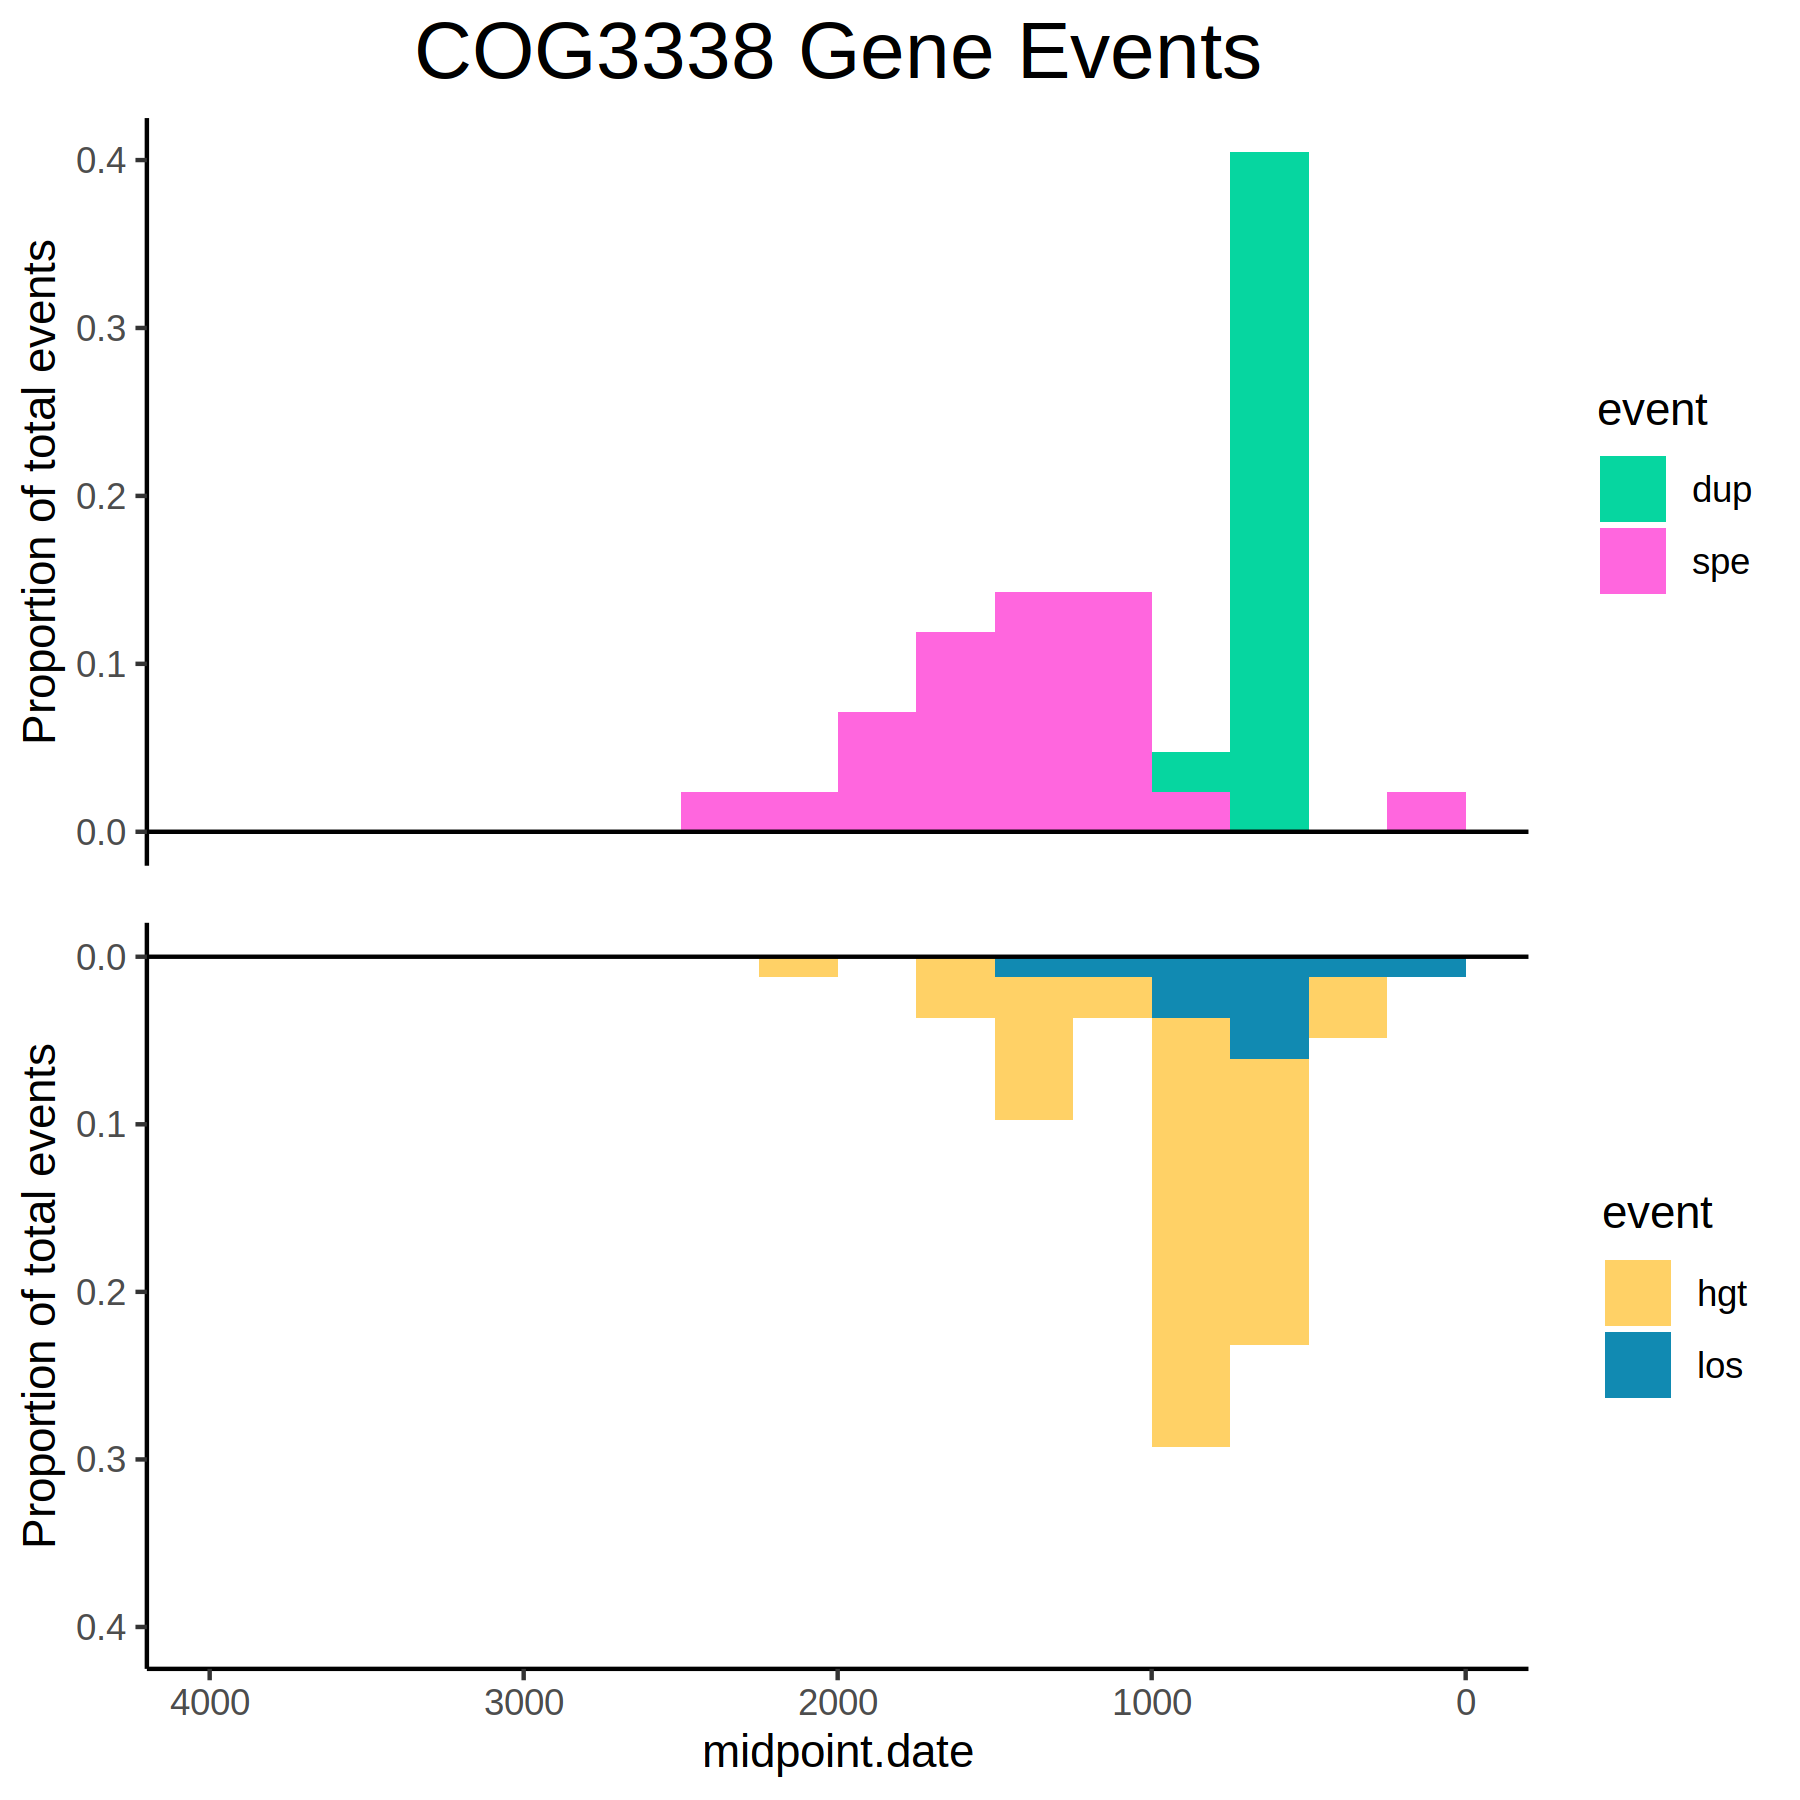 COG3338 Gene Events
Proportion of total events
0.4
0.3
0.2
0.1
0.0
event
dup
spe
Proportion of total events
0.0
0.1
0.2
0.3
0.4
event
hgt
los
4000 3000 2000 1000 0
midpoint.date